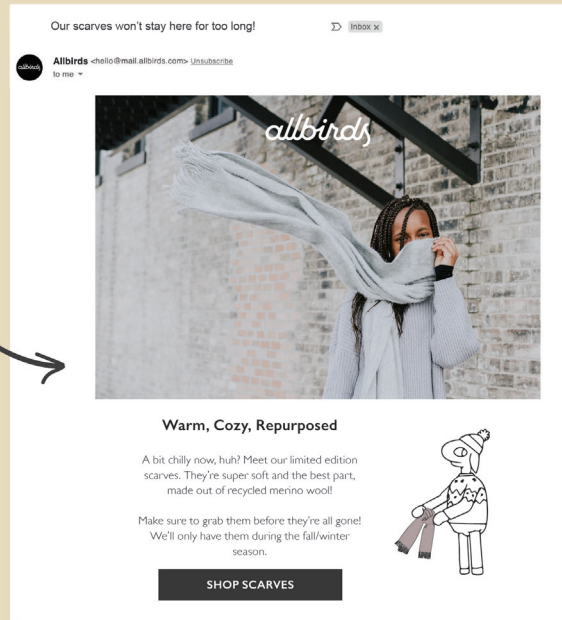 Our scarves won't stay here for too long!
Inbox x
allbirds
Allbirds <hello@mail.allbirds.com> Unsubscribe
to me
allbirds
Warm, Cozy, Repurposed
A bit chilly now, huh? Meet our limited edition
scarves. They're super soft and the best part,
made out of recycled merino wool!
Make sure to grab them before they're all gone!
We'll only have them during the fall/winter
season.
SHOP SCARVES